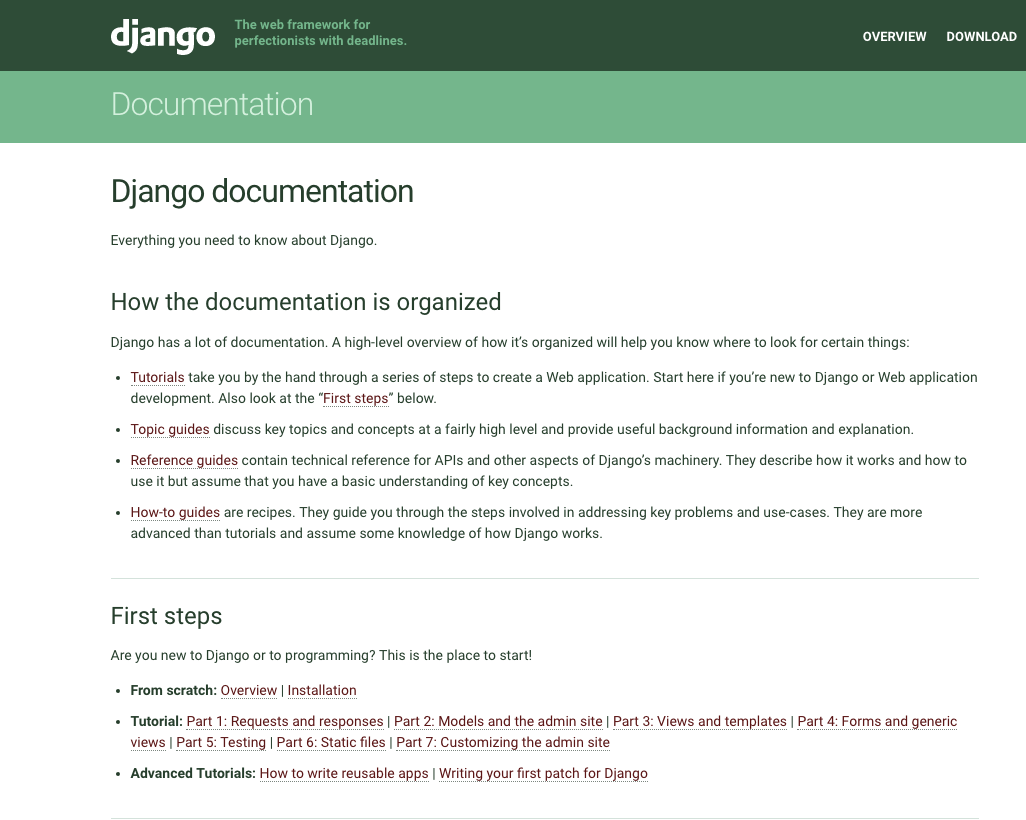 django
The web framework for
perfectionists with deadlines.
OVERVIEW DOWNLOAD
Documentation
Django documentation
Everything you need to know about Django.
How the documentation is organized
Django has a lot of documentation. A high-level overview of how it’s organized will help you know where to look for certain things:
• Tutorials take you by the hand through a series of steps to create a Web application. Start here if you’re new to Django or Web application
development. Also look at the “First steps” below.
• Topic guides discuss key topics and concepts at a fairly high level and provide useful background information and explanation.
• Reference guides contain technical reference for APIs and other aspects of Django’s machinery. They describe how it works and how to
use it but assume that you have a basic understanding of key concepts.
• How-to guides are recipes. They guide you through the steps involved in addressing key problems and use-cases. They are more
advanced than tutorials and assume some knowledge of how Django works.
First steps
Are you new to Django or to programming? This is the place to start!
• From scratch: Overview | Installation
• Tutorial: Part 1: Requests and responses | Part 2: Models and the admin site | Part 3: Views and templates | Part 4: Forms and generic
views | Part 5: Testing | Part 6: Static files | Part 7: Customizing the admin site
• Advanced Tutorials: How to write reusable apps | Writing your first patch for Django